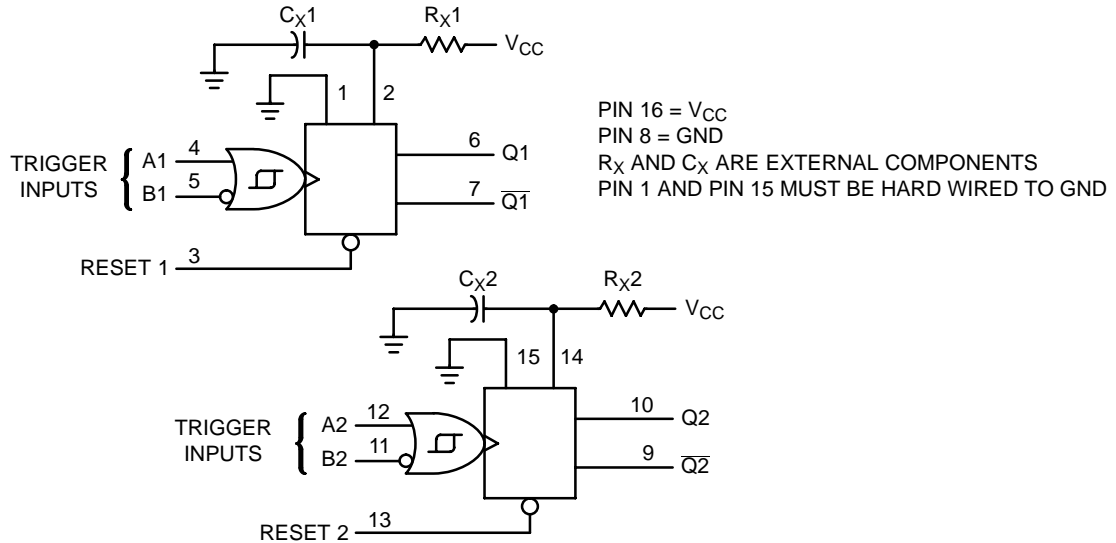 CX1
RX1
VCC
1
2
PIN 16 = VCC
PIN 8 = GND
RX AND CX ARE EXTERNAL COMPONENTS
PIN 1 AND PIN 15 MUST BE HARD WIRED TO GND
TRIGGER
INPUTS
A1
4
B1
5
6
Q1
7
Q1
RESET 1
3
CX2
RX2
VCC
15
14
TRIGGER
INPUTS
A2
12
B2
11
10
Q2
9
Q2
RESET 2
13